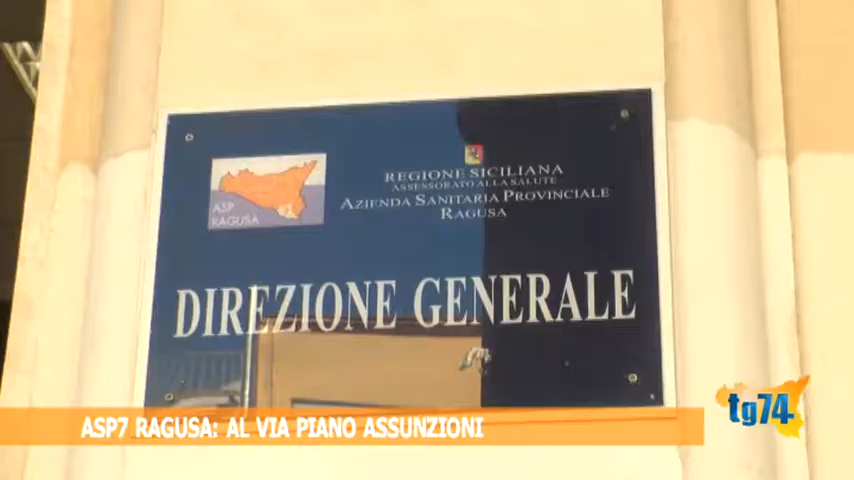 REGIONE SICILIANA
ASSESSORATO ALLA SALUTE
AZIENDA SANITARIA PROVINCIALE
RAGUSA
ASP
RAGUSA
DIREZIONE GENERALE
tg74
ASP7 RAGUSA: AL VIA PIANO ASSUNZIONI